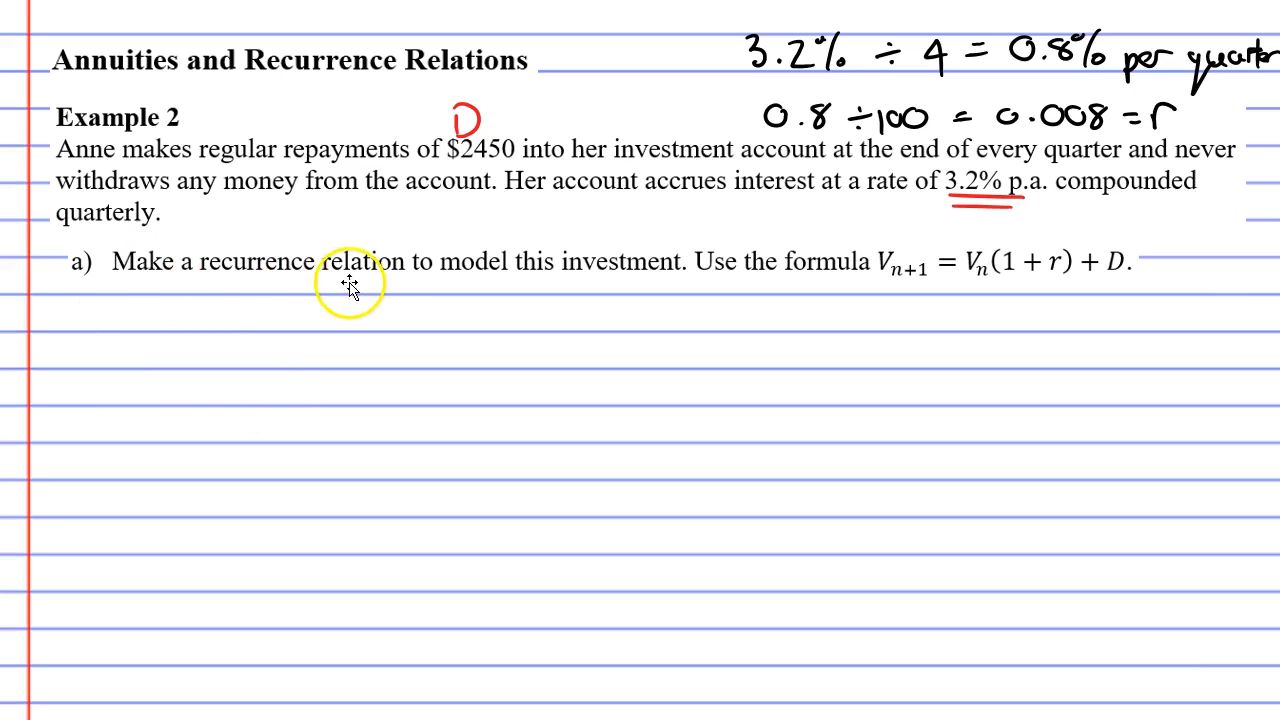 3.2% ÷ 4 = 0.8% per quarter
Annuities and Recurrence Relations
0.8 ÷100 = 0.008 = r
Example 2
D
Anne makes regular repayments of $2450 into her investment account at the end of every quarter and never
withdraws any money from the account. Her account accrues interest at a rate of 3.2% p.a. compounded
quarterly.
a) Make a recurrence relation to model this investment. Use the formula Vₙ₊₁ = Vₙ(1 + r) + D.